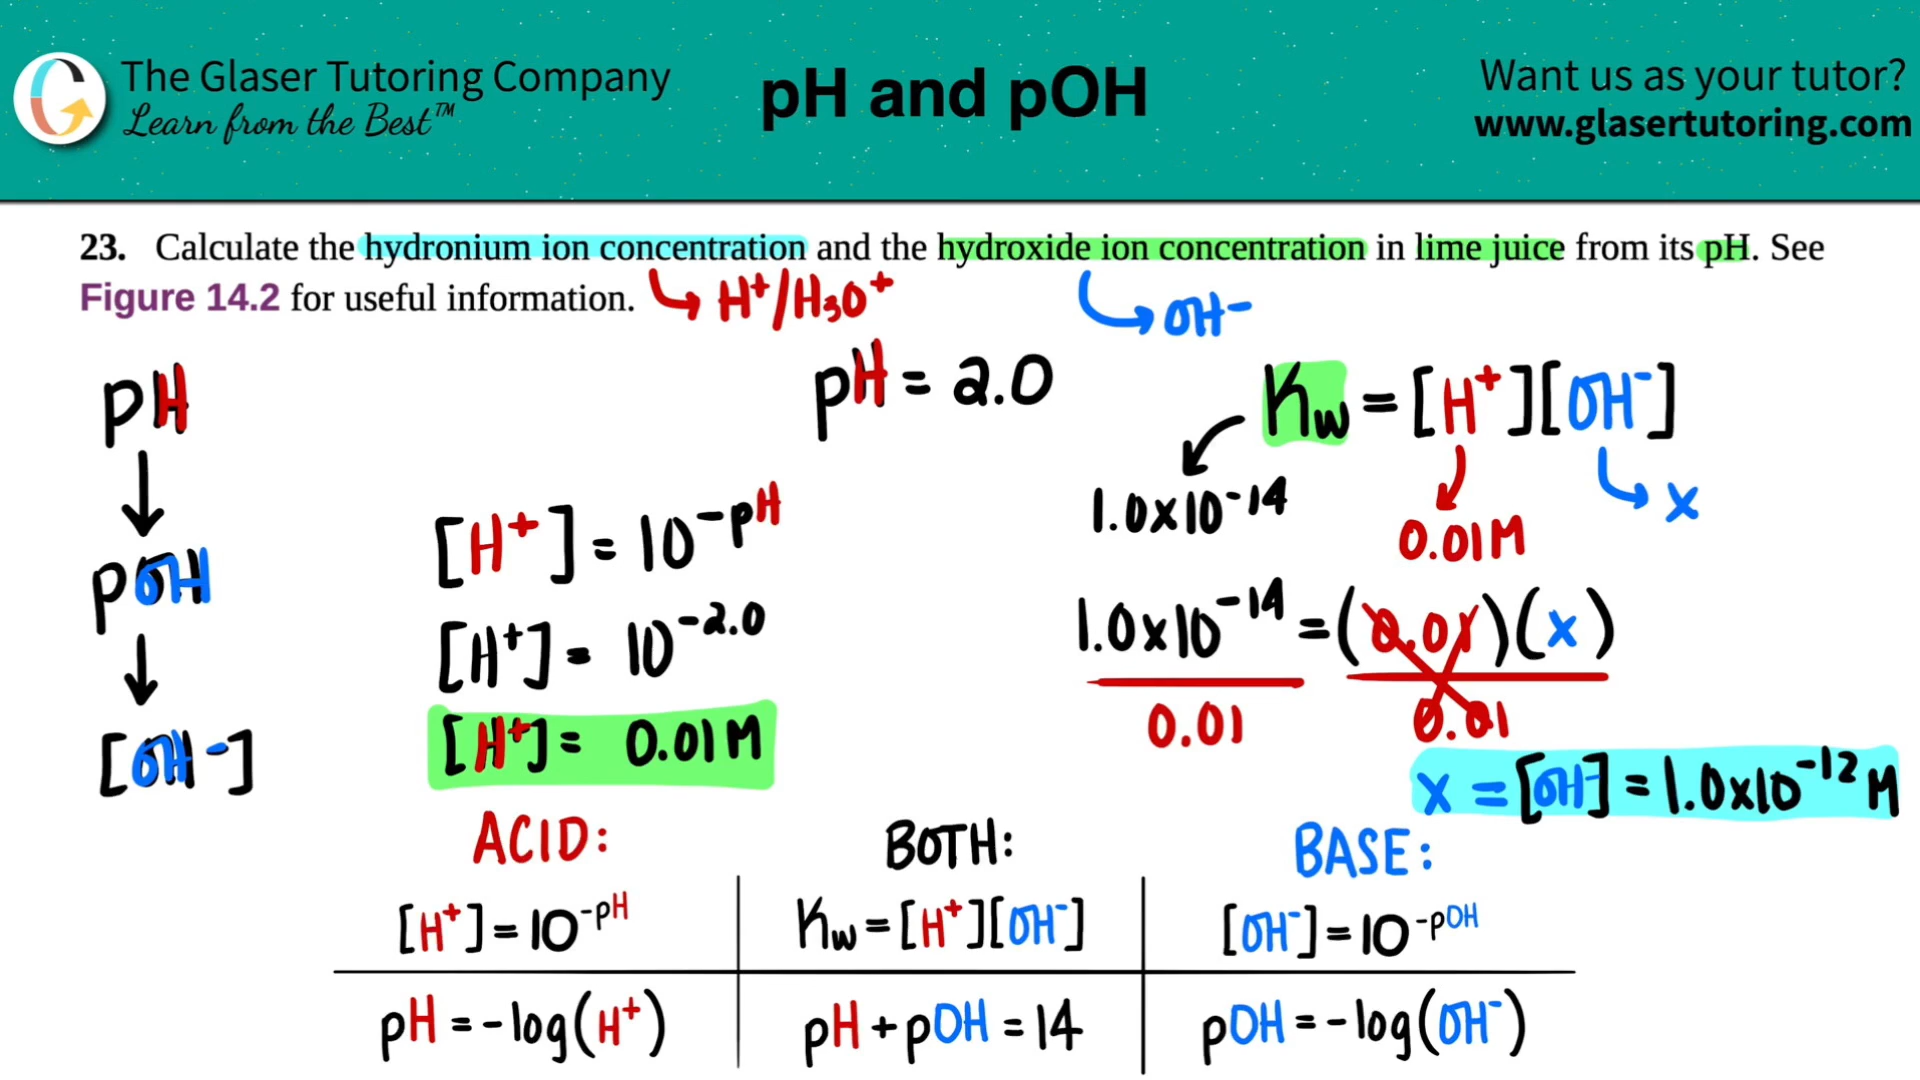 The Glaser Tutoring Company
Learn from the Best™
pH and pOH
Want us as your tutor?
www.glasertutoring.com
23. Calculate the hydronium ion concentration and the hydroxide ion concentration in lime juice from its pH. See
Figure 14.2 for useful information.
H⁺/H₃O⁺
OH⁻
pH
pOH
[OH⁻]
pH = 2.0
[H⁺] = 10^-pH
[H⁺] = 10^-2.0
[H⁺] = 0.01 M
Kw = [H⁺][OH⁻]
1.0x10^-14
0.01 M
x
1.0x10^-14 = (0.01)(x)
0.01 0.01
x = [OH⁻] = 1.0x10^-12 M
ACID: BOTH: BASE:
[H⁺] = 10^-pH Kw = [H⁺][OH⁻] [OH⁻] = 10^-pOH
pH = -log(H⁺) pH + pOH = 14 pOH = -log(OH⁻)